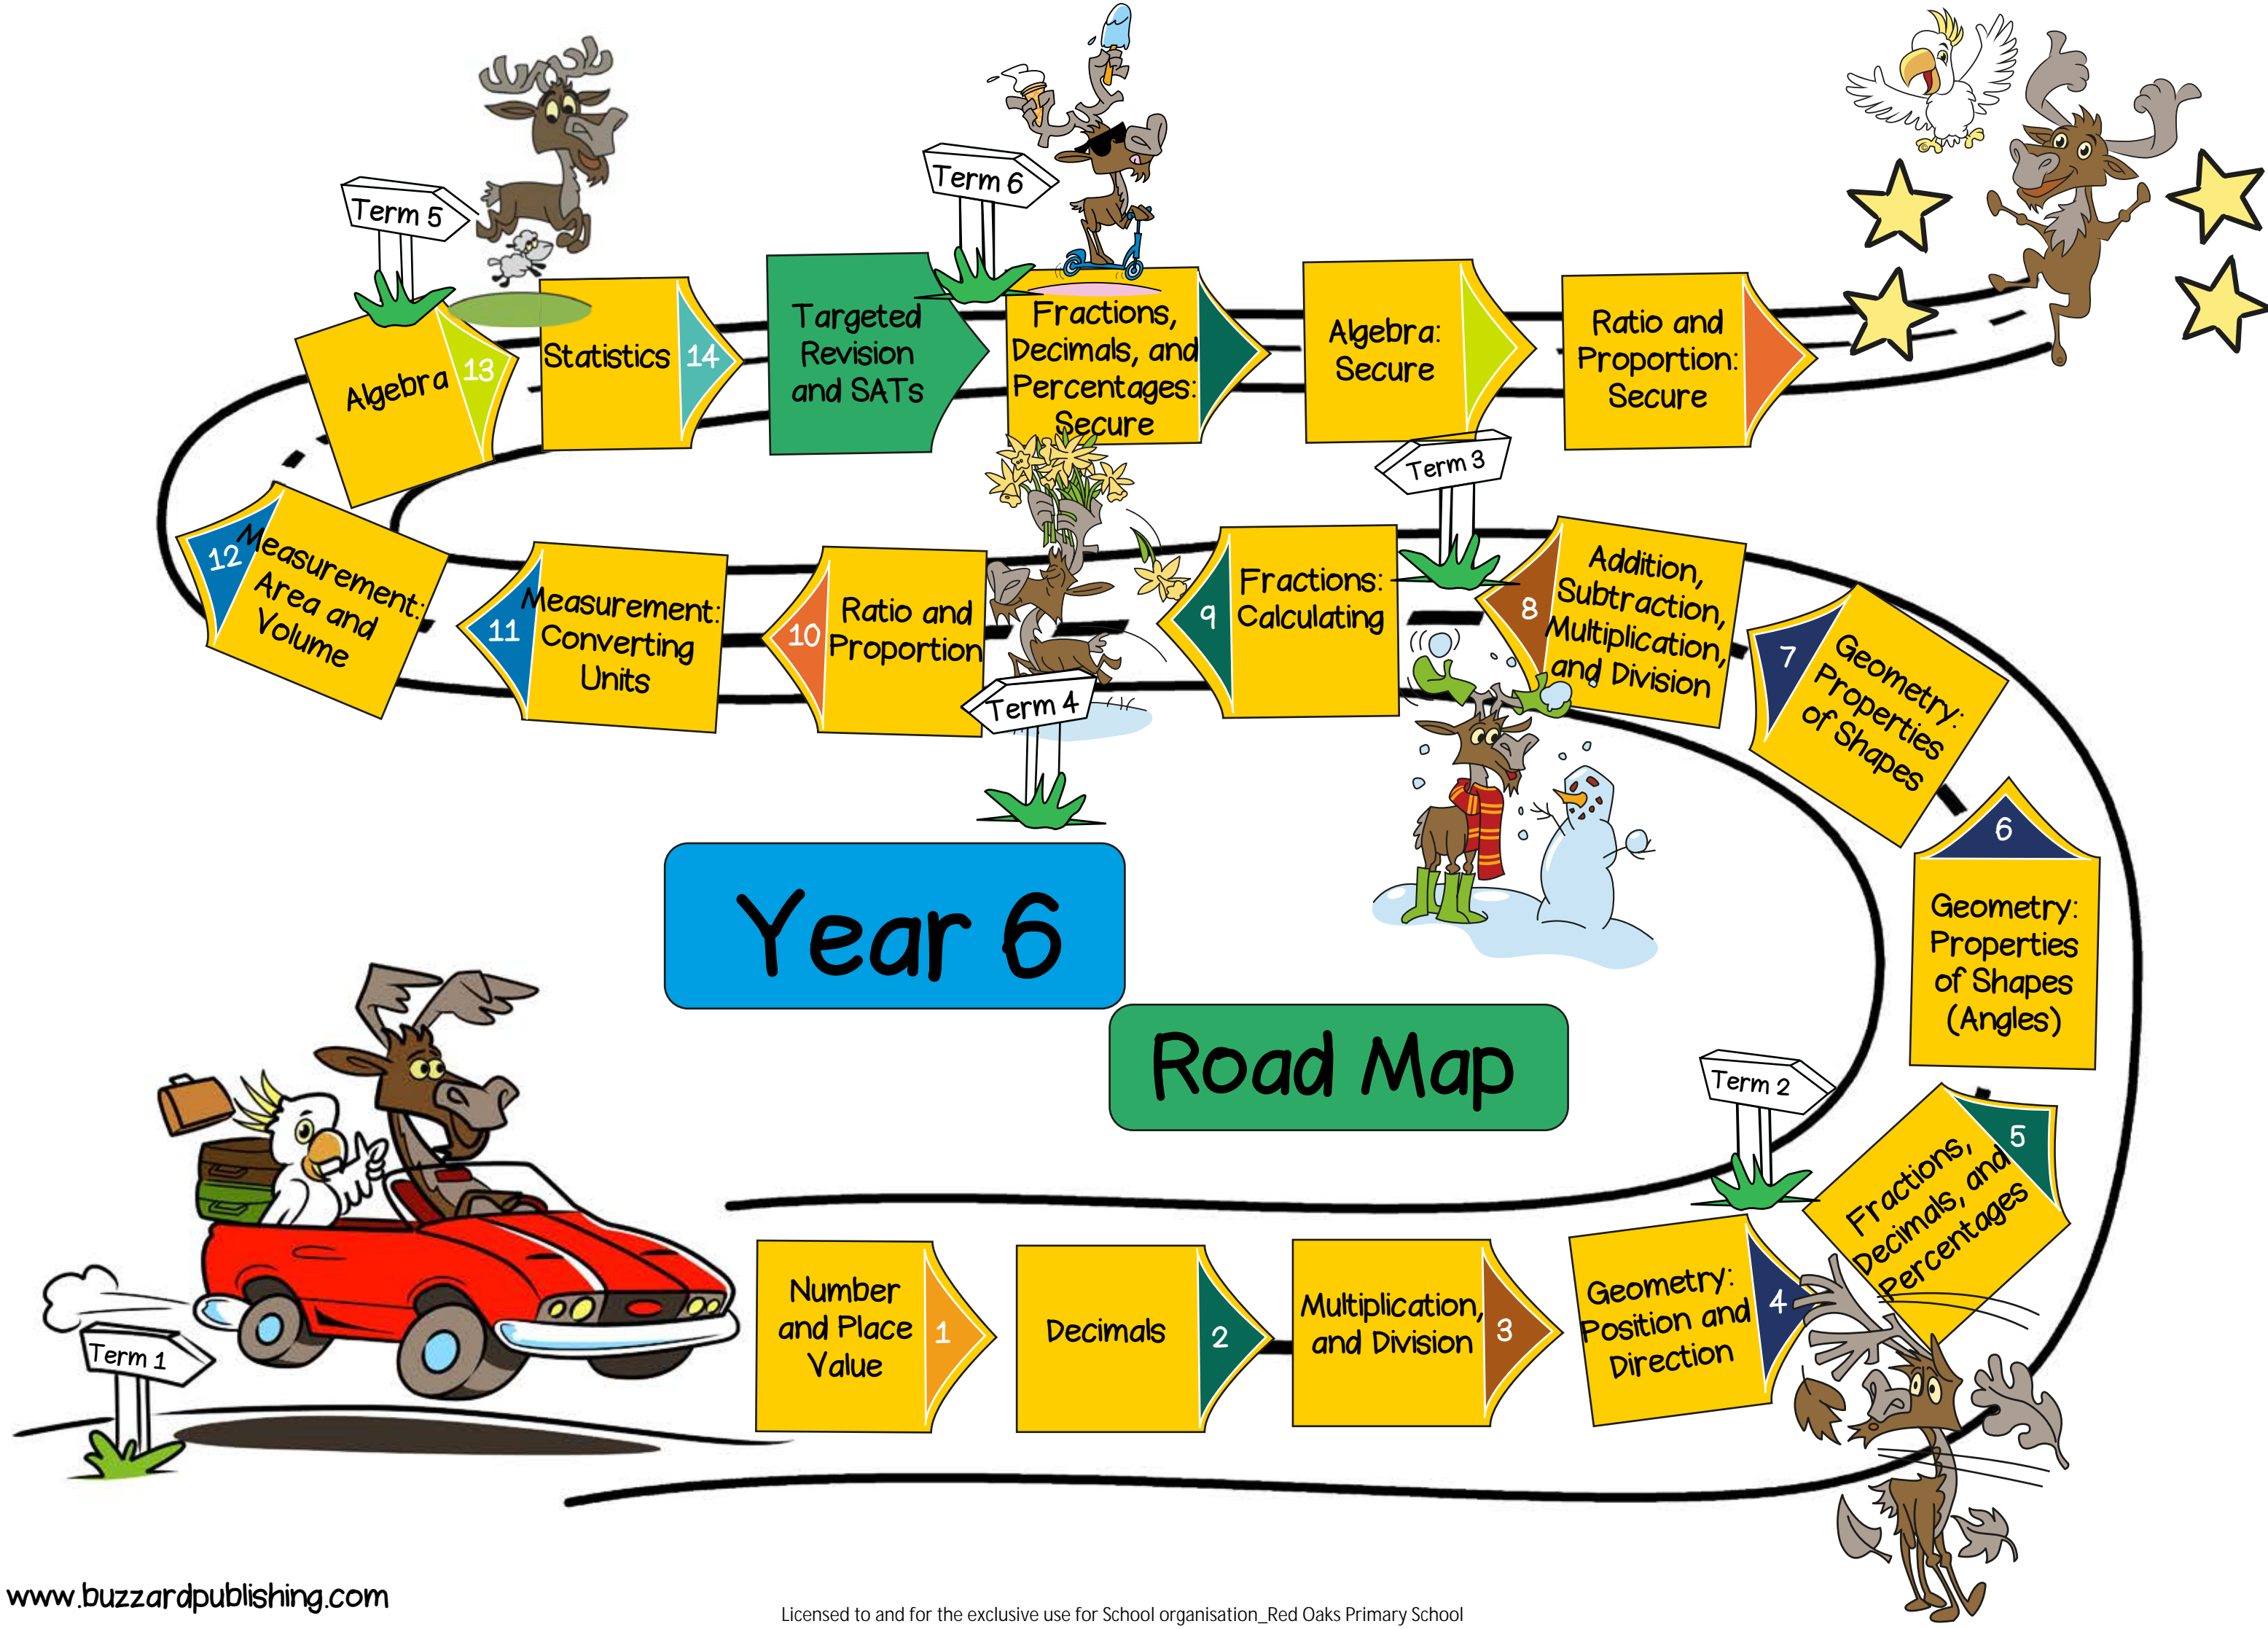 Year 6
Road Map
Term 1
Number
and Place
Value
1
Decimals
2
Multiplication,
and Division
3
Geometry:
Position and
Direction
4
Term 2
Fractions,
Decimals, and
Percentages
5
Geometry:
Properties
of Shapes
(Angles)
6
Geometry:
Properties
of Shapes
7
Addition,
Subtraction,
Multiplication,
and Division
8
Term 3
Fractions:
Calculating
9
Term 4
Ratio and
Proportion
10
Measurement:
Converting
Units
11
Measurement:
Area and
Volume
12
Term 5
Algebra
13
Statistics
14
Targeted
Revision
and SATs
Term 6
Fractions,
Decimals, and
Percentages:
Secure
Algebra:
Secure
Ratio and
Proportion:
Secure
www.buzzardpublishing.com
Licensed to and for the exclusive use for School organisation_Red Oaks Primary School